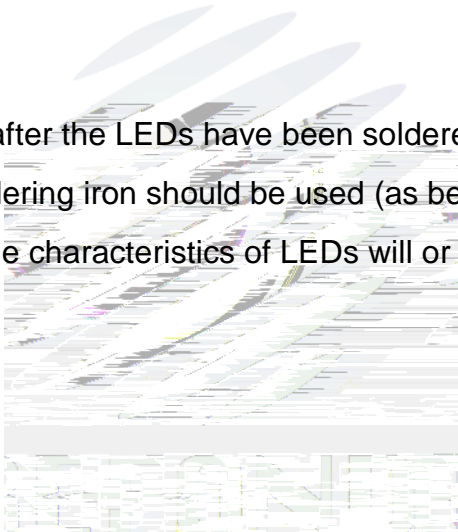 after the LEDs have been soldere
dering iron should be used (as be
e characteristics of LEDs will or